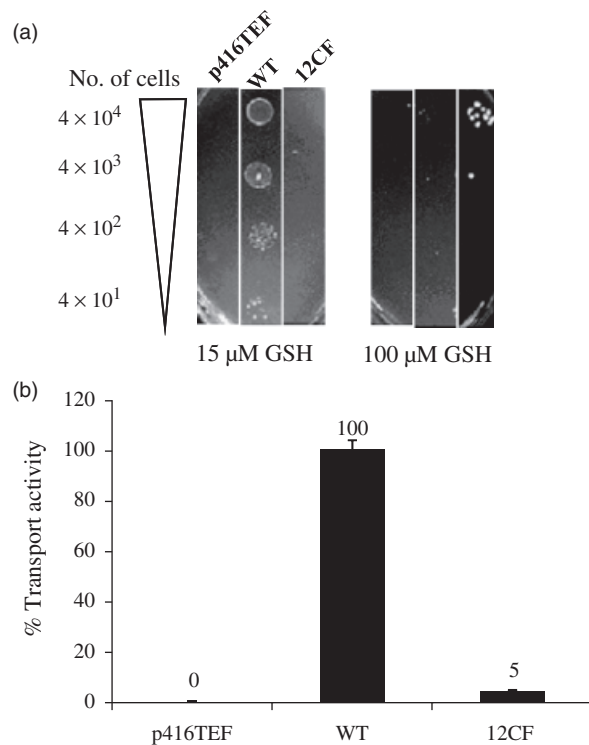 (a)
p416TEF
WT
12CF
No. of cells
4 × 10⁴
4 × 10³
4 × 10²
4 × 10¹
15 μM GSH
100 μM GSH
(b)
% Transport activity
120
100
80
60
40
20
0
0
100
5
p416TEF
WT
12CF